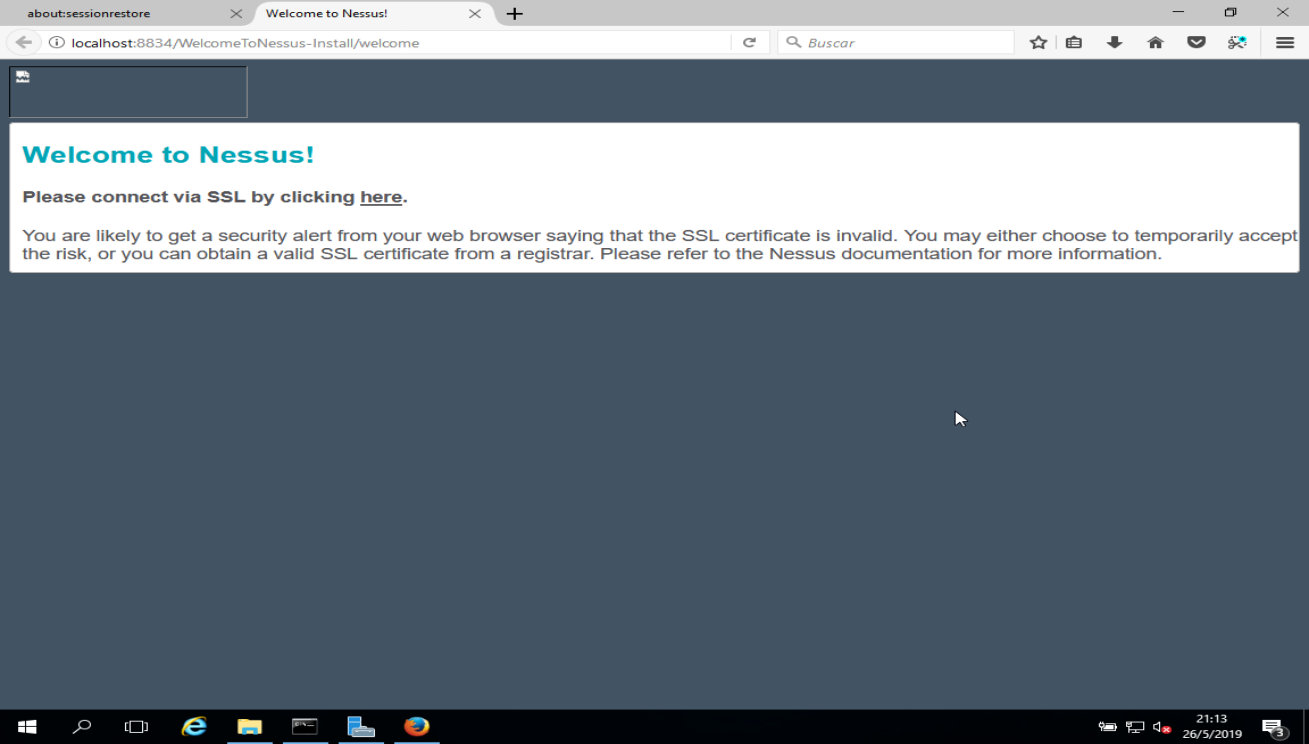 about:sessionrestore
Welcome to Nessus!
localhost:8834/WelcomeToNessus-Install/welcome
Buscar
Welcome to Nessus!
Please connect via SSL by clicking here.
You are likely to get a security alert from your web browser saying that the SSL certificate is invalid. You may either choose to temporarily accept
the risk, or you can obtain a valid SSL certificate from a registrar. Please refer to the Nessus documentation for more information.
21:13
26/5/2019
3